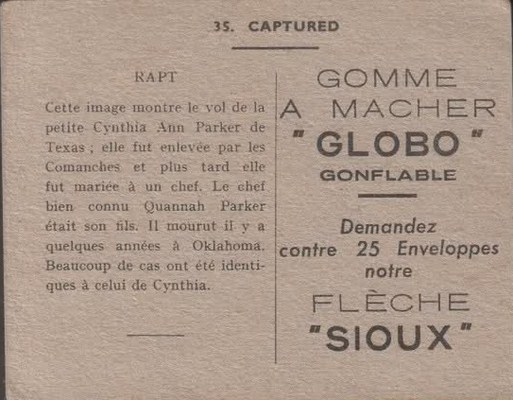 35. CAPTURED
RAPT
Cette image montre le vol de la
petite Cynthia Ann Parker de
Texas ; elle fut enlevée par les
Comanches et plus tard elle
fut mariée à un chef. Le chef
bien connu Quannah Parker
était son fils. Il mourut il y a
quelques années à Oklahoma.
Beaucoup de cas ont été identi-
ques à celui de Cynthia.
GOMME
A MACHER
"GLOBO"
GONFLABLE
Demandez
contre 25 Enveloppes
notre
FLÈCHE
"SIOUX"